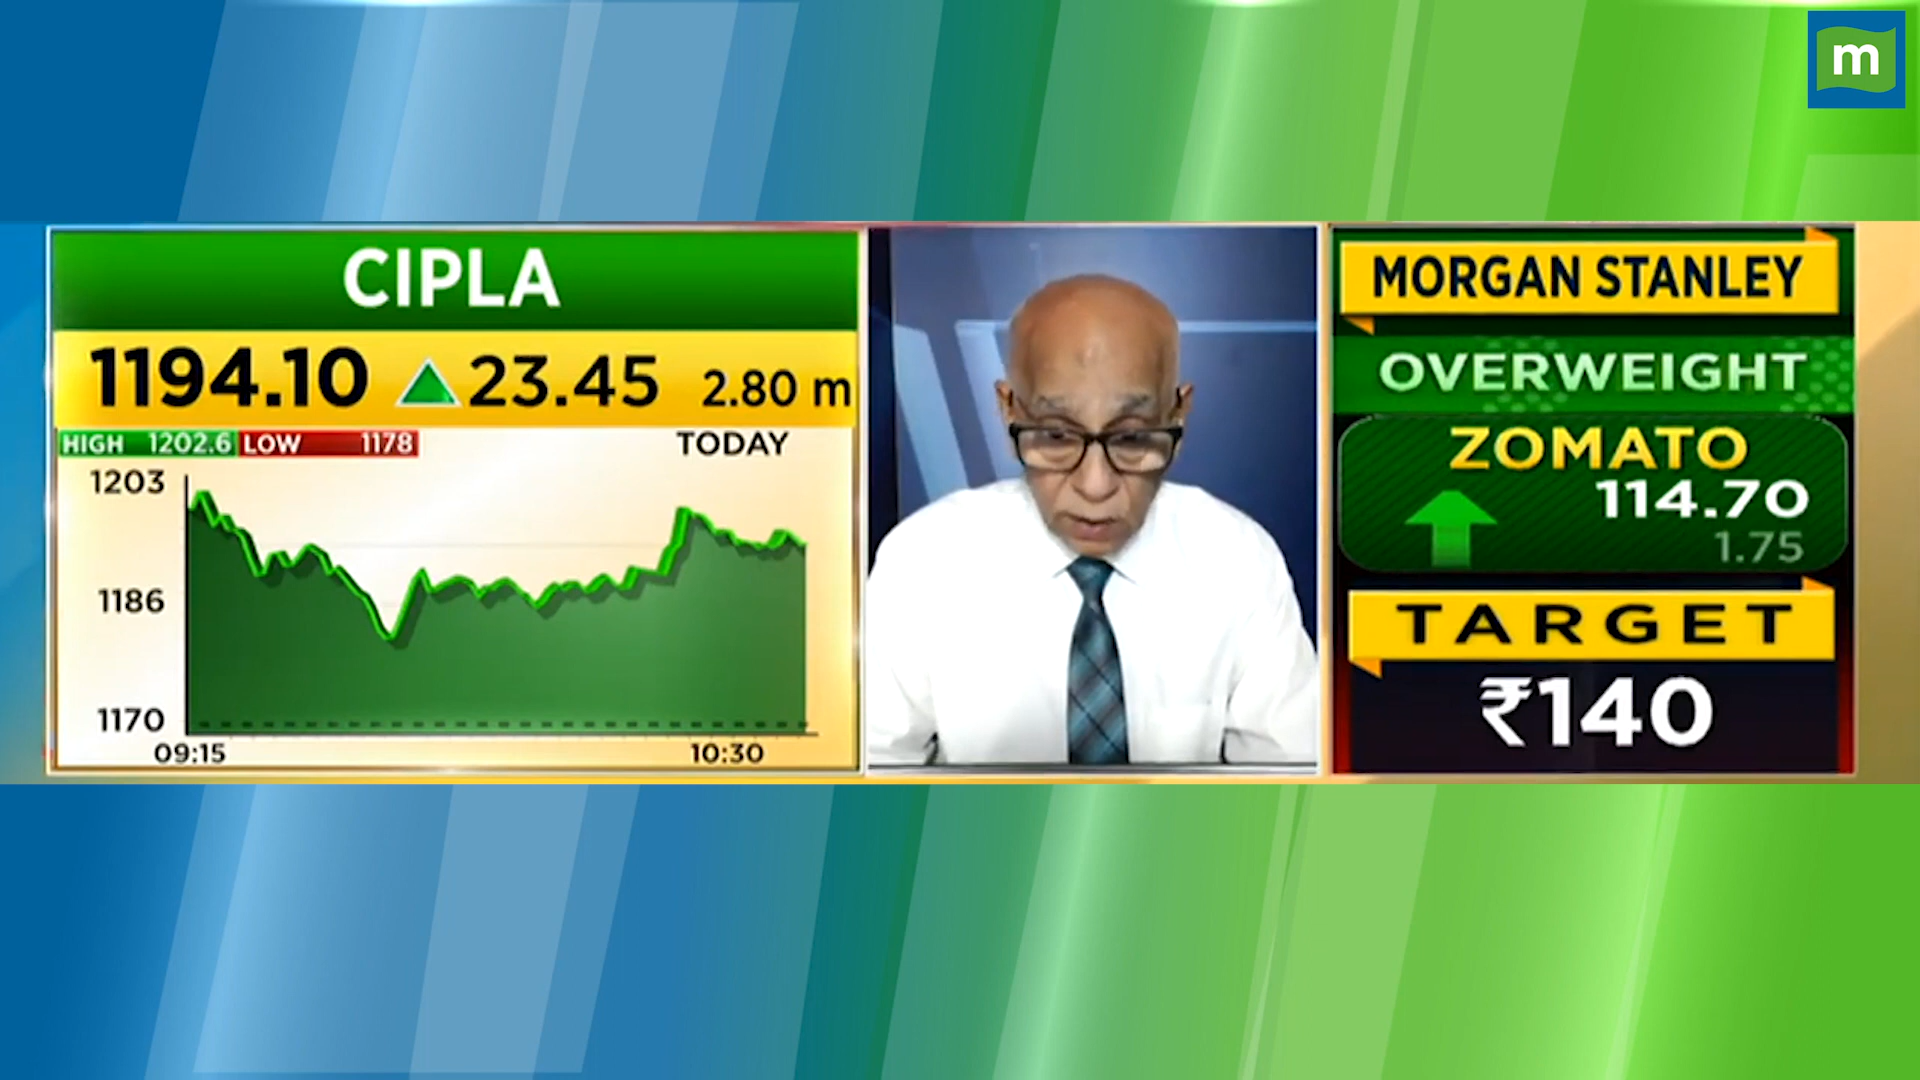 m
CIPLA
1194.10 ▲ 23.45 2.80 m
HIGH 1202.6 LOW 1178 TODAY
1203
1186
1170
09:15 10:30
MORGAN STANLEY
OVERWEIGHT
ZOMATO
114.70
1.75
TARGET
₹140